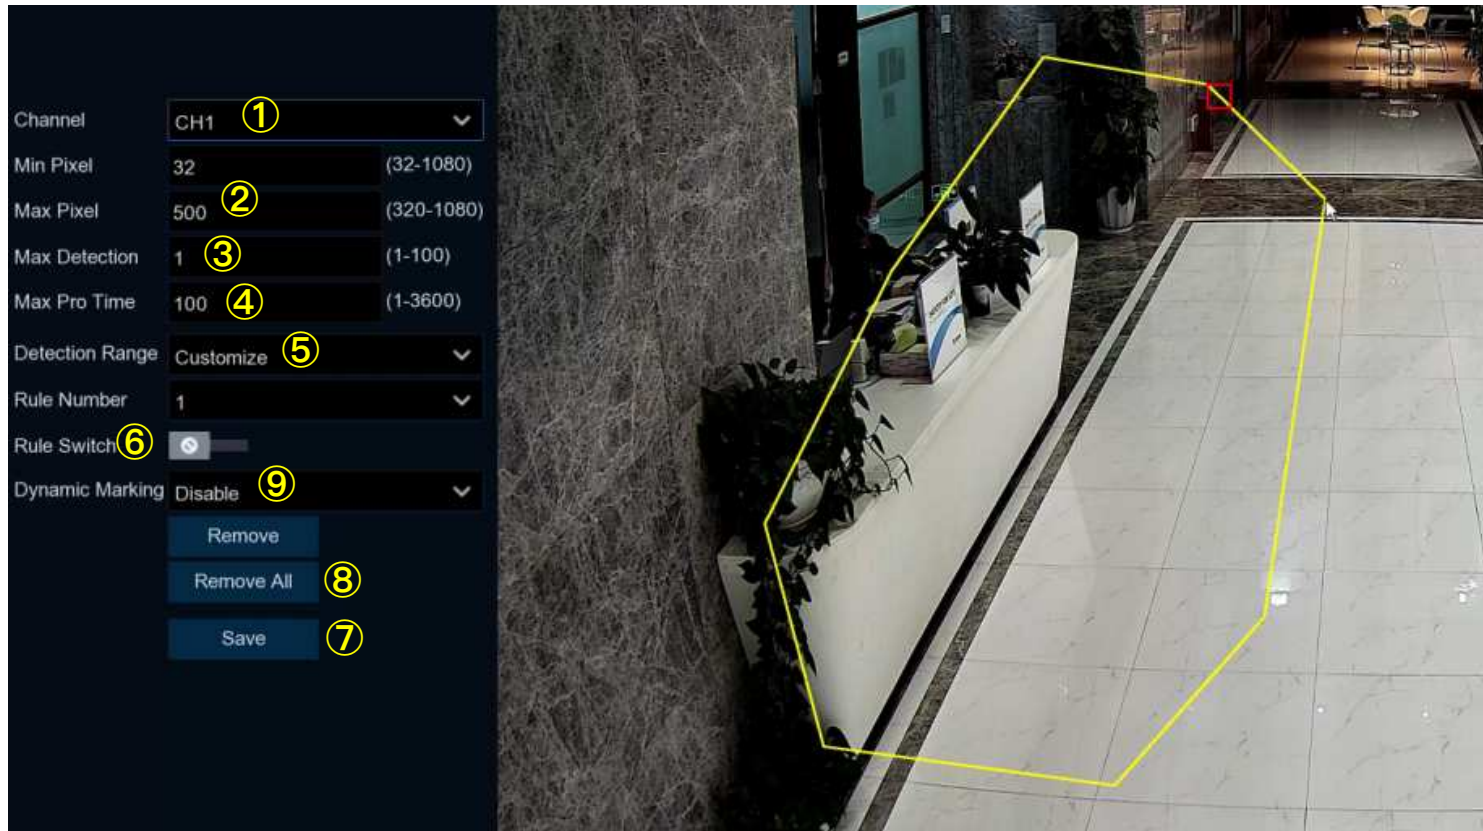 Channel CH1 ①
Min Pixel 32 (32-1080)
Max Pixel 500 ② (320-1080)
Max Detection 1 ③ (1-100)
Max Pro Time 100 ④ (1-3600)
Detection Range Customize ⑤
Rule Number 1
Rule Switch ⑥
Dynamic Marking Disable ⑨
Remove
Remove All ⑧
Save ⑦